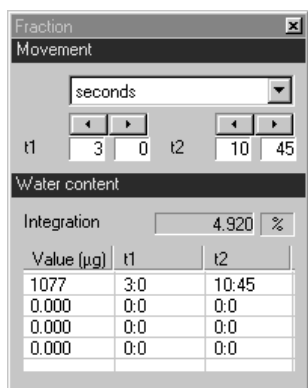 Fraction
Movement
seconds
t1 3 0 t2 10 45
Water content
Integration 4.920 %
Value (µg) t1 t2
1077 3:0 10:45
0.000 0:0 0:0
0.000 0:0 0:0
0.000 0:0 0:0